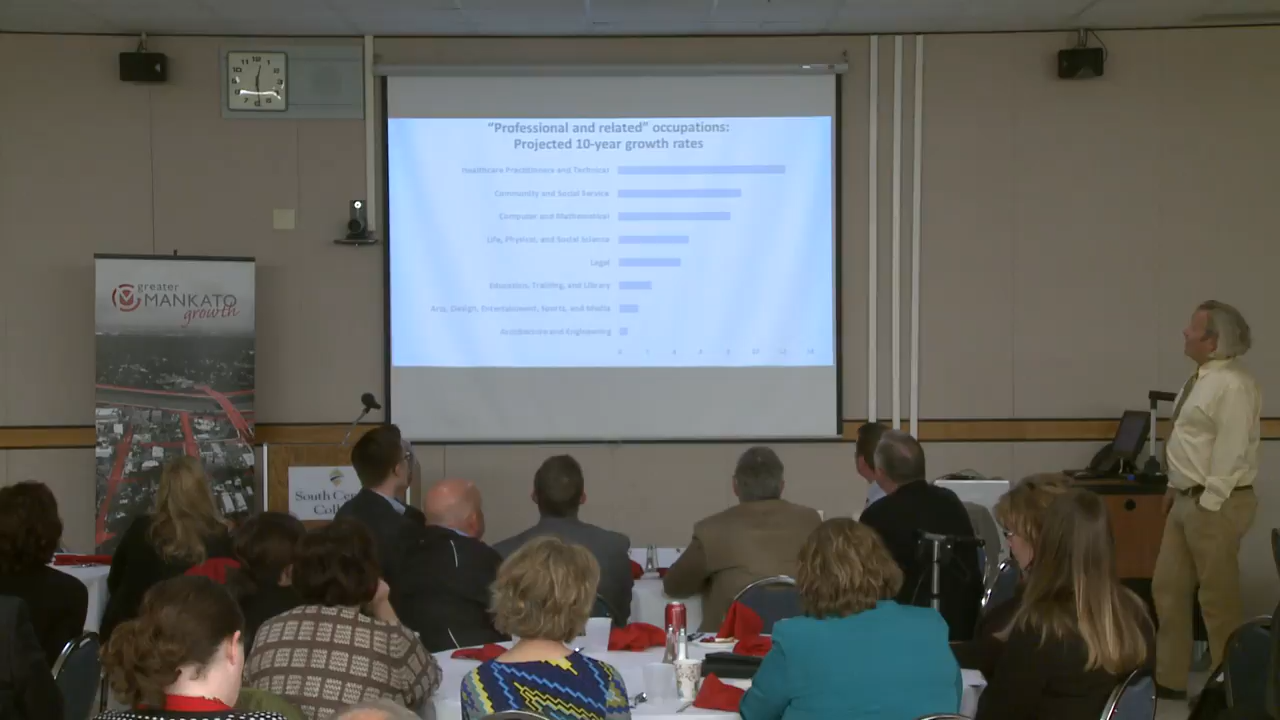 "Professional and related" occupations:
Projected 10-year growth rates
Healthcare Practitioners and Technical
Community and Social Service
Computer and Mathematical
Life, Physical, and Social Science
Legal
Education, Training, and Library
Arts, Design, Entertainment, Sports, and Media
Architecture and Engineering
greater
MANKATO
growth
South Cen
Coll